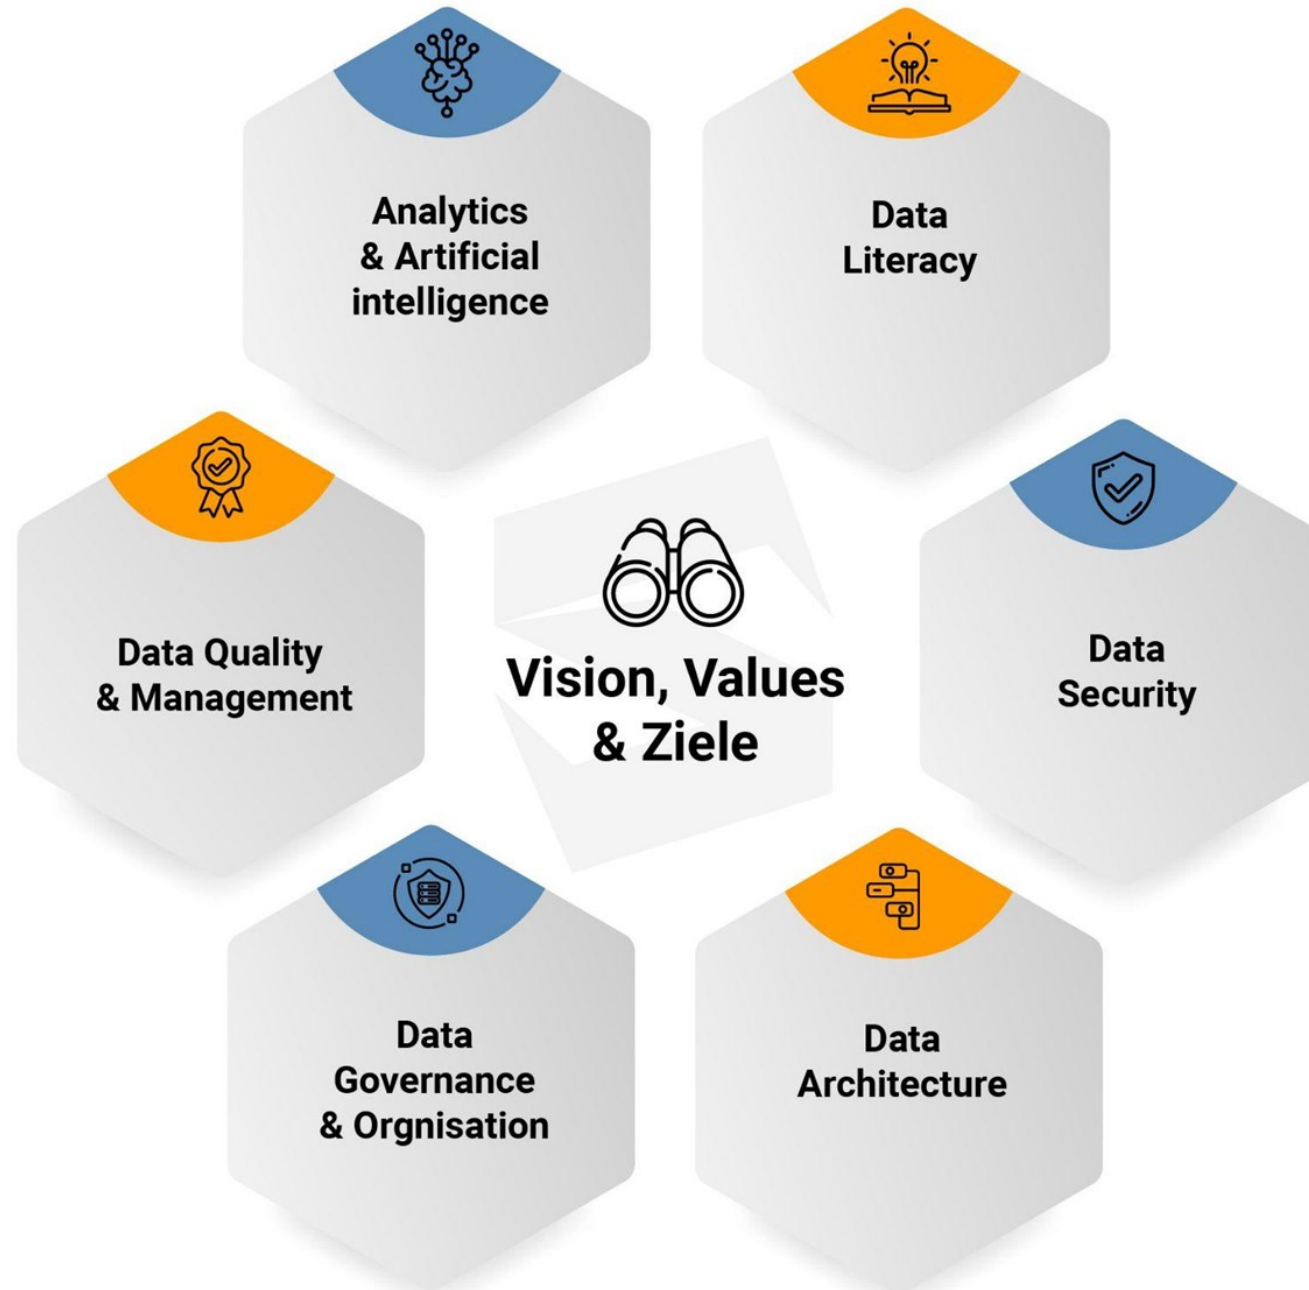 Analytics
& Artificial
intelligence
Data
Literacy
Data Quality
& Management
Vision, Values
& Ziele
Data
Security
Data
Governance
& Orgnisation
Data
Architecture